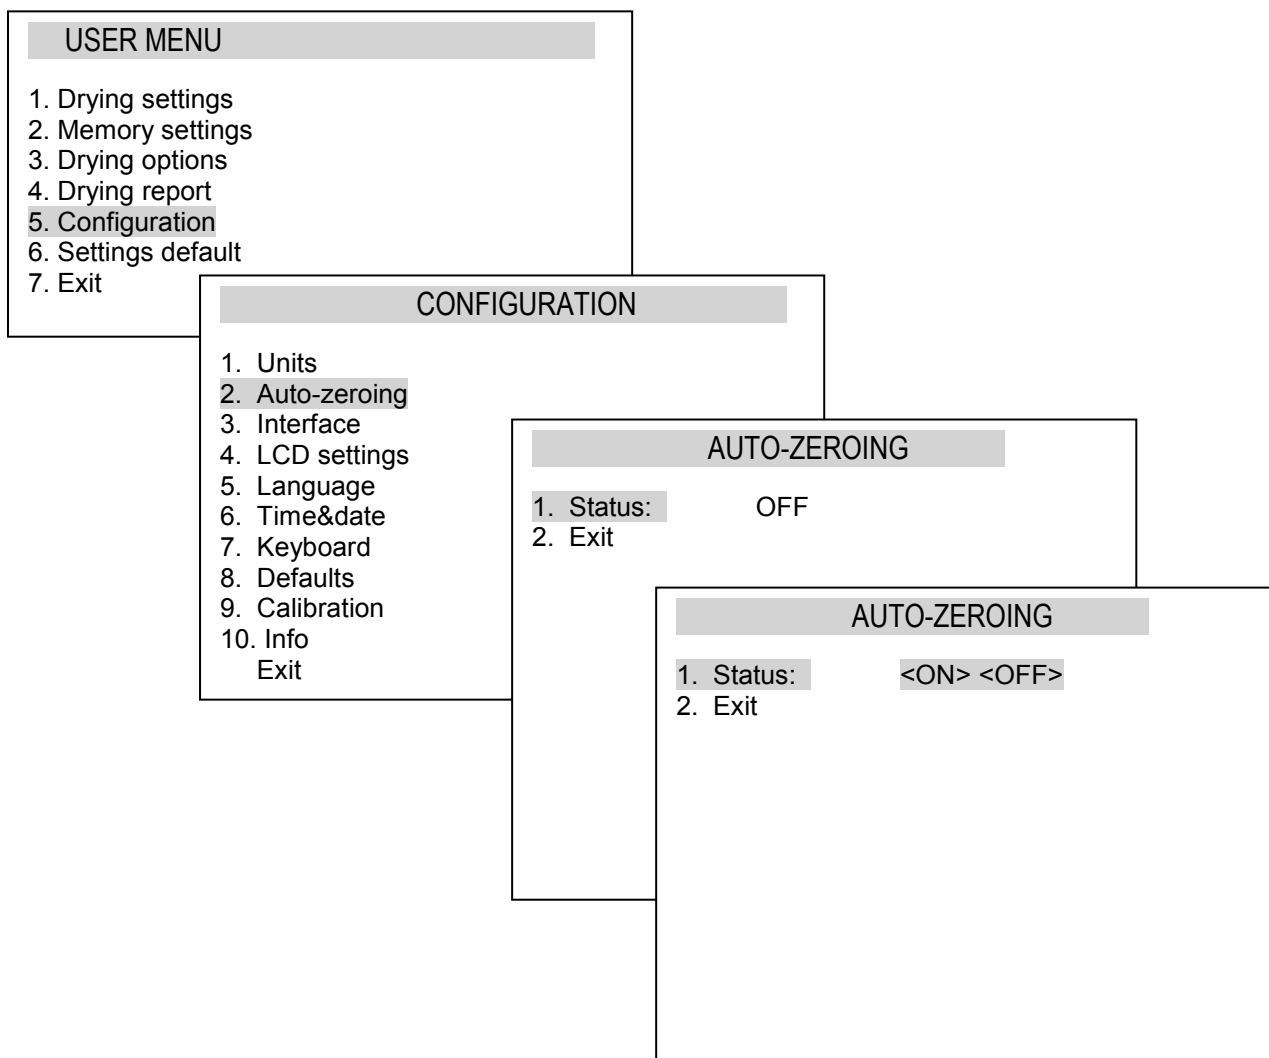 USER MENU
1. Drying settings
2. Memory settings
3. Drying options
4. Drying report
5. Configuration
6. Settings default
7. Exit
CONFIGURATION
1. Units
2. Auto-zeroing
3. Interface
4. LCD settings
5. Language
6. Time&date
7. Keyboard
8. Defaults
9. Calibration
10. Info
Exit
AUTO-ZEROING
1. Status: OFF
2. Exit
AUTO-ZEROING
1. Status: <ON> <OFF>
2. Exit